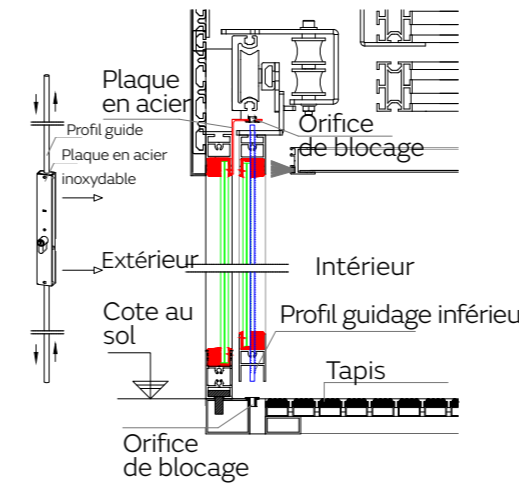 Plaque
en acier
Orifice
de blocage
Profil guide
Plaque en acier
inoxydable
Extérieur
Intérieur
Cote au
sol
Profil guidage inférieu
Tapis
Orifice
de blocage